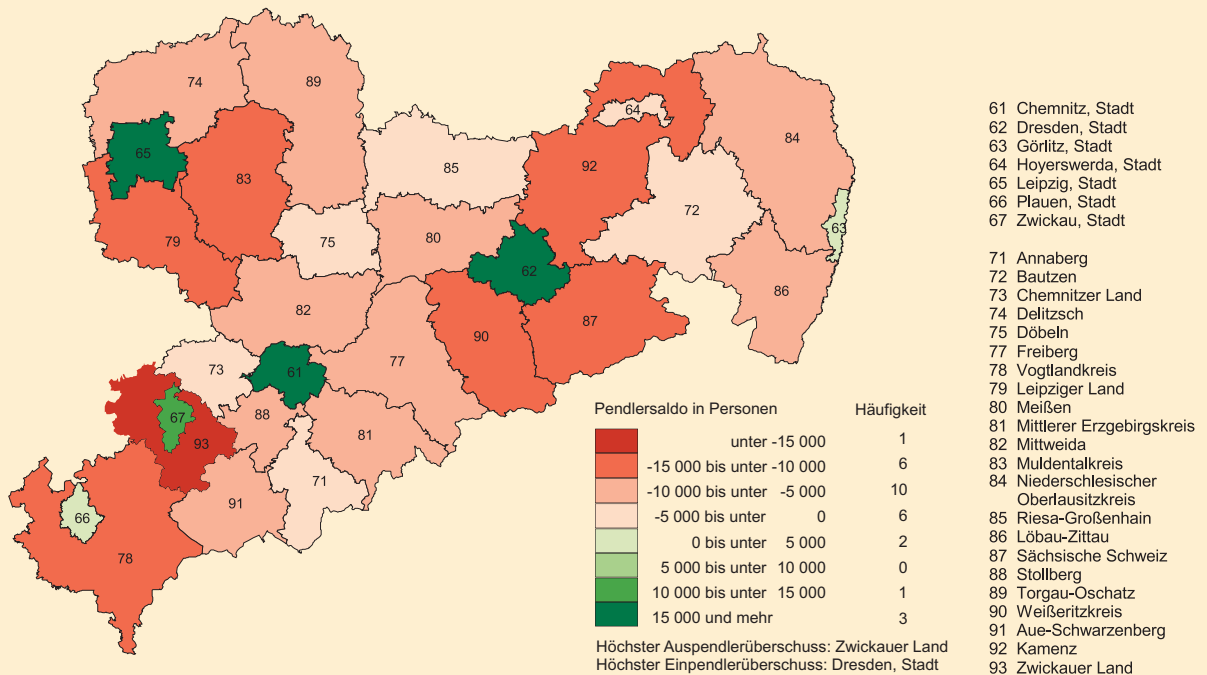 74
89
64
84
65
85
92
83
72
75
80
63
79
62
86
82
87
90
77
73
61
67
88
93
81
71
91
66
78
Pendlersaldo in Personen Häufigkeit
unter -15 000 1
-15 000 bis unter -10 000 6
-10 000 bis unter -5 000 10
-5 000 bis unter 0 6
0 bis unter 5 000 2
5 000 bis unter 10 000 0
10 000 bis unter 15 000 1
15 000 und mehr 3
Höchster Auspendlerüberschuss: Zwickauer Land
Höchster Einpendlerüberschuss: Dresden, Stadt
61 Chemnitz, Stadt
62 Dresden, Stadt
63 Görlitz, Stadt
64 Hoyerswerda, Stadt
65 Leipzig, Stadt
66 Plauen, Stadt
67 Zwickau, Stadt
71 Annaberg
72 Bautzen
73 Chemnitzer Land
74 Delitzsch
75 Döbeln
77 Freiberg
78 Vogtlandkreis
79 Leipziger Land
80 Meißen
81 Mittlerer Erzgebirgskreis
82 Mittweida
83 Muldentalkreis
84 Niederschlesischer
Oberlausitzkreis
85 Riesa-Großenhain
86 Löbau-Zittau
87 Sächsische Schweiz
88 Stollberg
89 Torgau-Oschatz
90 Weißeritzkreis
91 Aue-Schwarzenberg
92 Kamenz
93 Zwickauer Land